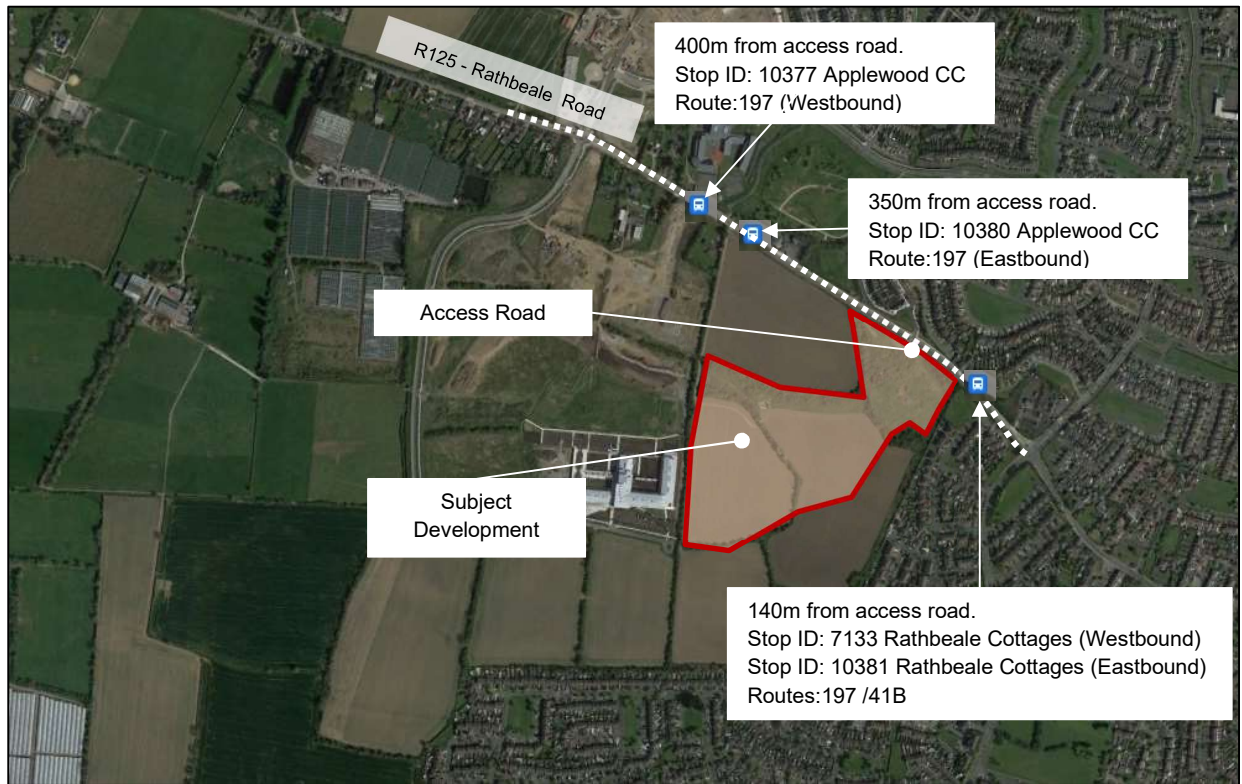 R125 - Rathbeale Road
400m from access road.
Stop ID: 10377 Applewood CC
Route:197 (Westbound)
350m from access road.
Stop ID: 10380 Applewood CC
Route:197 (Eastbound)
Access Road
Subject
Development
140m from access road.
Stop ID: 7133 Rathbeale Cottages (Westbound)
Stop ID: 10381 Rathbeale Cottages (Eastbound)
Routes:197 /41B